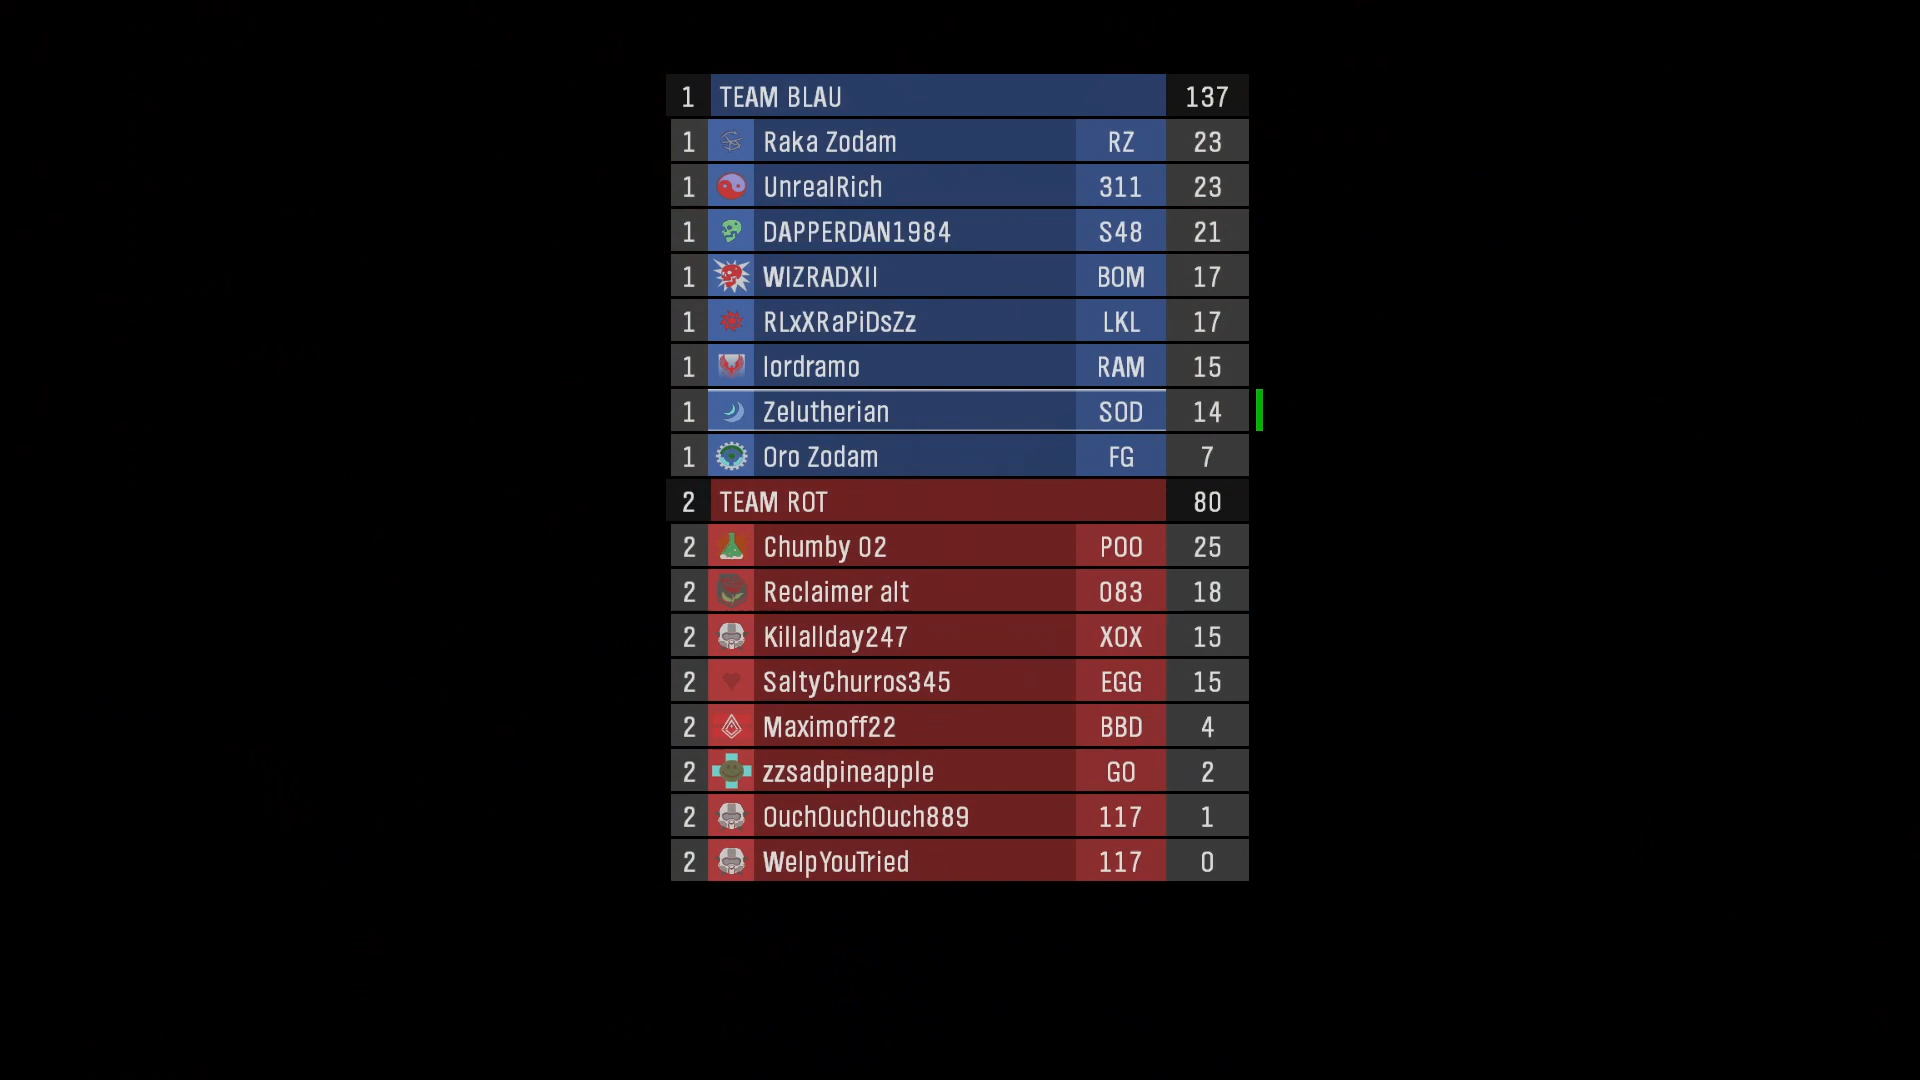 1 TEAM BLAU 137
1 Raka Zodam RZ 23
1 UnrealRich 311 23
1 DAPPERDAN1984 S48 21
1 WIZRADXII BOM 17
1 RLxXRaPiDsZz LKL 17
1 lordramo RAM 15
1 Zelutherian SOD 14
1 Oro Zodam FG 7
2 TEAM ROT 80
2 Chumby 02 POO 25
2 Reclaimer alt 083 18
2 Killallday247 XOX 15
2 SaltyChurros345 EGG 15
2 Maximoff22 BBD 4
2 zzsadpineapple GO 2
2 OuchOuchOuch889 117 1
2 WelpYouTried 117 0